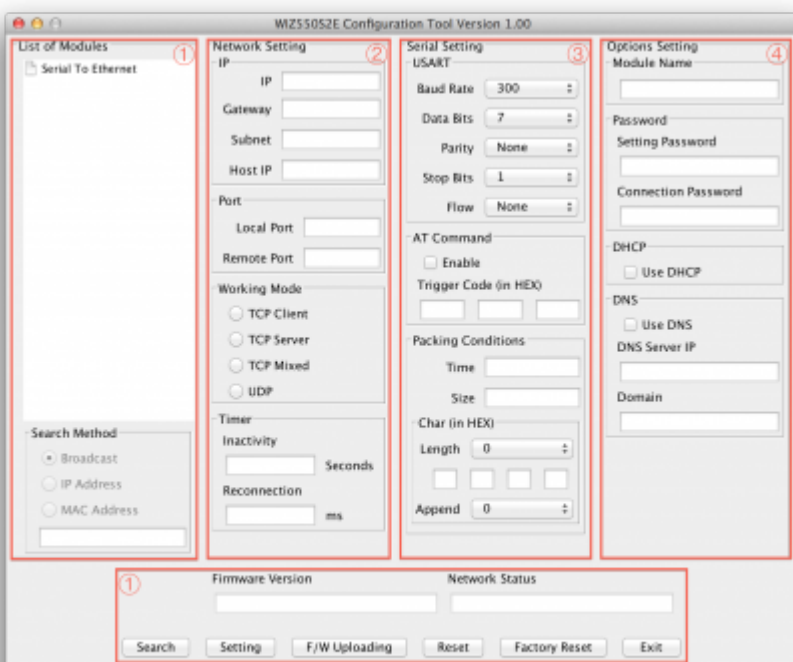 WIZ550S2E Configuration Tool Version 1.00
List of Modules
①
Serial To Ethernet
Search Method
Broadcast
IP Address
MAC Address
Network Setting
②
IP
IP
Gateway
Subnet
Host IP
Port
Local Port
Remote Port
Working Mode
TCP Client
TCP Server
TCP Mixed
UDP
Timer
Inactivity
Seconds
Reconnection
ms
Serial Setting
③
USART
Baud Rate 300
Data Bits 7
Parity None
Stop Bits 1
Flow None
AT Command
Enable
Trigger Code (in HEX)
Packing Conditions
Time
Size
Char (in HEX)
Length 0
Append 0
Options Setting
④
Module Name
Password
Setting Password
Connection Password
DHCP
Use DHCP
DNS
Use DNS
DNS Server IP
Domain
①
Firmware Version Network Status
Search Setting F/W Uploading Reset Factory Reset Exit